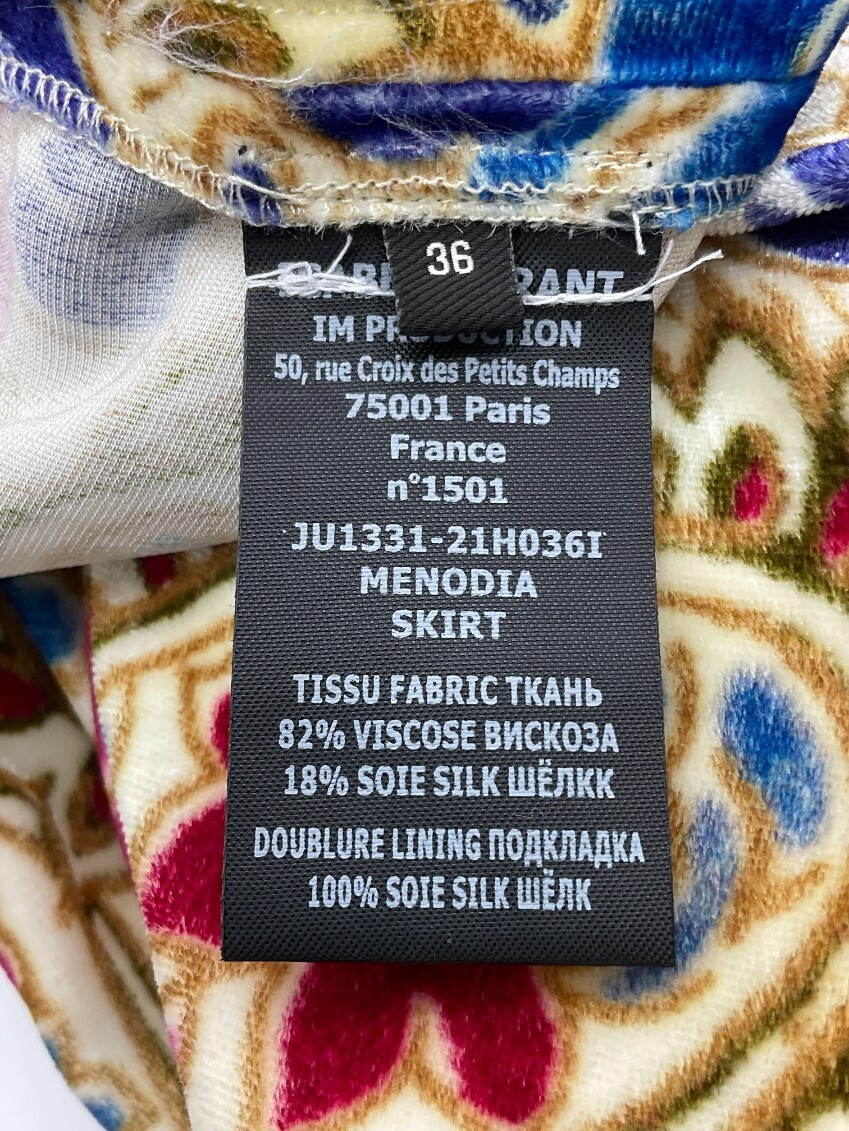 36
IM PRODUCTION
50, rue Croix des Petits Champs
75001 Paris
France
n°1501
JU1331-21H036I
MENODIA
SKIRT
TISSU FABRIC ТКАНЬ
82% VISCOSE ВИСКОЗА
18% SOIE SILK ШЁЛКК
DOUBLURE LINING ПОДКЛАДКА
100% SOIE SILK ШЁЛК